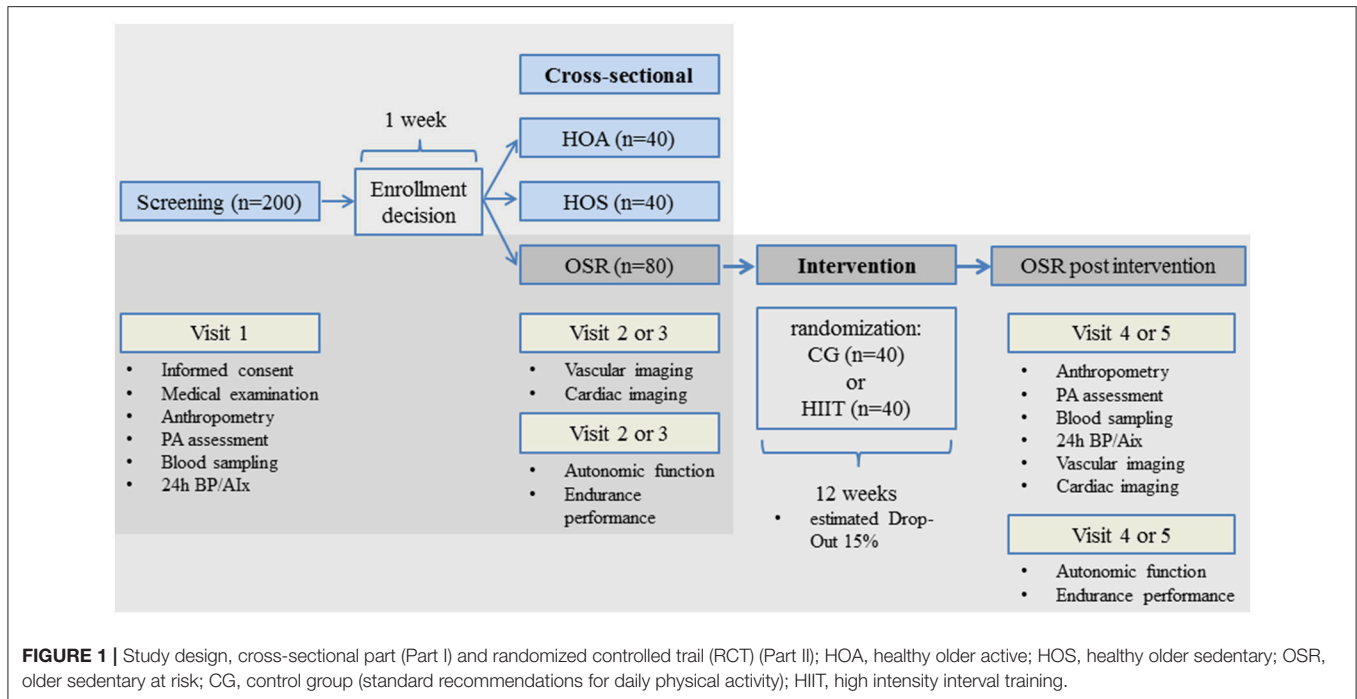 Cross-sectional
1 week
HOA (n=40)
Screening (n=200)
Enrollment
decision
HOS (n=40)
OSR (n=80)
Intervention
OSR post intervention
Visit 1
• Informed consent
• Medical examination
• Anthropometry
• PA assessment
• Blood sampling
• 24h BP/AIx
Visit 2 or 3
• Vascular imaging
• Cardiac imaging
Visit 2 or 3
• Autonomic function
• Endurance
performance
randomization:
CG (n=40)
or
HIIT (n=40)
12 weeks
• estimated Drop-
Out 15%
Visit 4 or 5
• Anthropometry
• PA assessment
• Blood sampling
• 24h BP/Aix
• Vascular imaging
• Cardiac imaging
Visit 4 or 5
• Autonomic function
• Endurance performance
FIGURE 1 | Study design, cross-sectional part (Part I) and randomized controlled trail (RCT) (Part II); HOA, healthy older active; HOS, healthy older sedentary; OSR,
older sedentary at risk; CG, control group (standard recommendations for daily physical activity); HIIT, high intensity interval training.